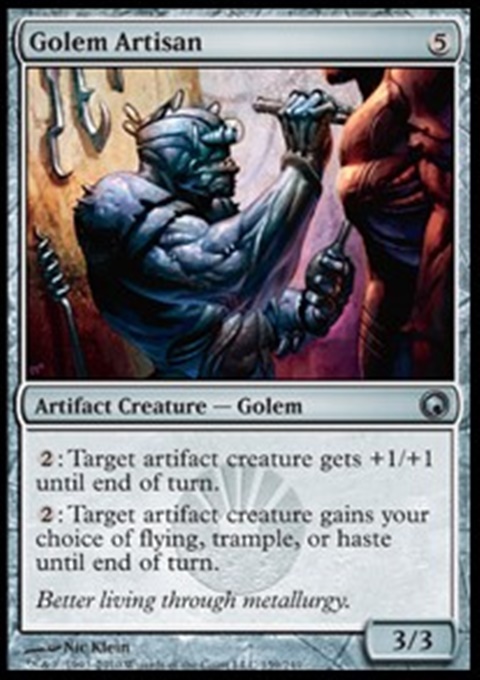 Golem Artisan 5
Artifact Creature — Golem
2: Target artifact creature gets +1/+1
until end of turn.
2: Target artifact creature gains your
choice of flying, trample, or haste
until end of turn.
Better living through metallurgy.
Nic Klein
3/3